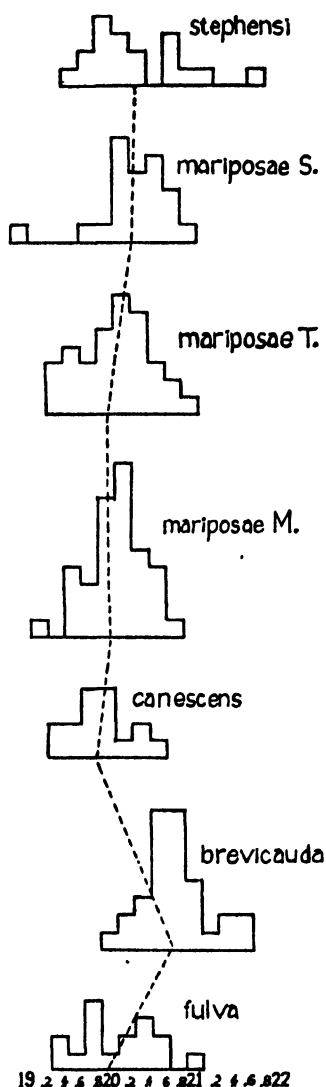 stephensi
mariposae S.
mariposae T.
mariposae M.
canescens
brevicauda
fulva
19 .2 .4 .6 .8 20 .2 .4 .6 .8 21 .2 .4 .6 .8 22